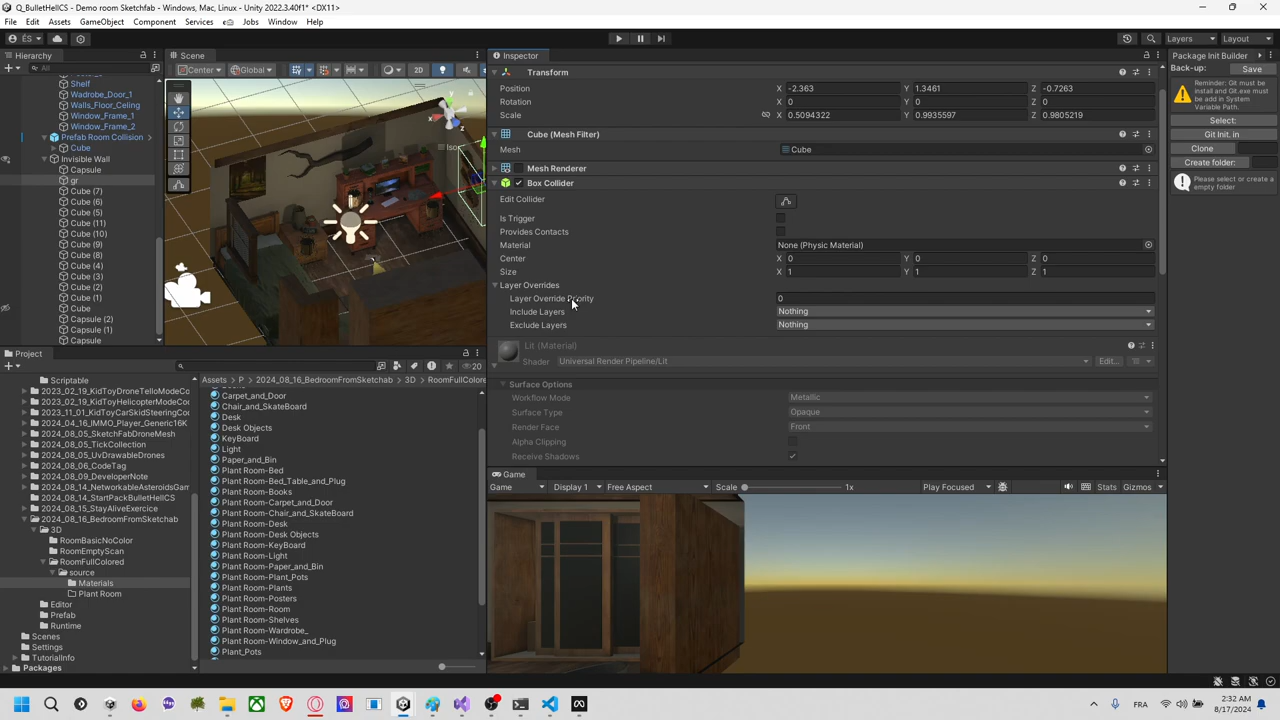 Q_BulletHellCS - Demo room Sketchfab - Windows, Mac, Linux - Unity 2022.3.40f1* <DX11>
File Edit Assets GameObject Component Services Jobs Window Help
ÉS Layers Layout
Hierarchy
All
Shelf
Wadrobe_Door_1
Walls_Floor_Celing
Window_Frame_1
Window_Frame_2
Prefab Room Collision
Cube
Invisible Wall
Capsule
gr
Cube (7)
Cube (6)
Cube (5)
Cube (11)
Cube (10)
Cube (9)
Cube (8)
Cube (4)
Cube (3)
Cube (2)
Cube (1)
Cube
Capsule (2)
Capsule (1)
Capsule
Scene
Center Global 2D
y
x
z
Iso
Inspector
Transform
Position X -2.363 Y 1.3461 Z -0.7263
Rotation X 0 Y 0 Z 0
Scale X 0.5094322 Y 0.9935597 Z 0.9805219
Cube (Mesh Filter)
Mesh Cube
Mesh Renderer
Box Collider
Edit Collider
Is Trigger
Provides Contacts
Material None (Physic Material)
Center X 0 Y 0 Z 0
Size X 1 Y 1 Z 1
Layer Overrides
Layer Override Priority 0
Include Layers Nothing
Exclude Layers Nothing
Lit (Material)
Shader Universal Render Pipeline/Lit Edit...
Surface Options
Workflow Mode Metallic
Surface Type Opaque
Render Face Front
Alpha Clipping
Receive Shadows
Package Init Builder
Back-up: Save
Reminder: Git must be install and Git.exe must be add in System Variable Path.
Select:
Git Init. in
Clone
Create folder:
Please select or create a empty folder
Project
20
Scriptable
2023_02_19_KidToyDroneTelloModeCo
2023_02_19_KidToyHelicopterModeCo
2023_11_01_KidToyCarSkidSteeringCo
2024_04_16_IMMO_Player_Generic16K
2024_08_05_SketchFabDroneMesh
2024_08_05_TickCollection
2024_08_05_UvDrawableDrones
2024_08_06_CodeTag
2024_08_09_DeveloperNote
2024_08_14_NetworkableAsteroidsGam
2024_08_14_StartPackBulletHellCS
2024_08_15_StayAliveExercice
2024_08_16_BedroomFromSketchab
3D
RoomBasicNoColor
RoomEmptyScan
RoomFullColored
source
Materials
Plant Room
Editor
Prefab
Runtime
Scenes
Settings
TutorialInfo
Packages
Assets > P > 2024_08_16_BedroomFromSketchab > 3D > RoomFullColore
Carpet_and_Door
Chair_and_SkateBoard
Desk
Desk Objects
KeyBoard
Light
Paper_and_Bin
Plant Room-Bed
Plant Room-Bed_Table_and_Plug
Plant Room-Books
Plant Room-Carpet_and_Door
Plant Room-Chair_and_SkateBoard
Plant Room-Desk
Plant Room-Desk Objects
Plant Room-KeyBoard
Plant Room-Light
Plant Room-Paper_and_Bin
Plant Room-Plant_Pots
Plant Room-Plants
Plant Room-Posters
Plant Room-Room
Plant Room-Shelves
Plant Room-Wardrobe_
Plant Room-Window_and_Plug
Plant_Pots
Game
Game Display 1 Free Aspect Scale 1x Play Focused Stats Gizmos
FRA
2:32 AM
8/17/2024